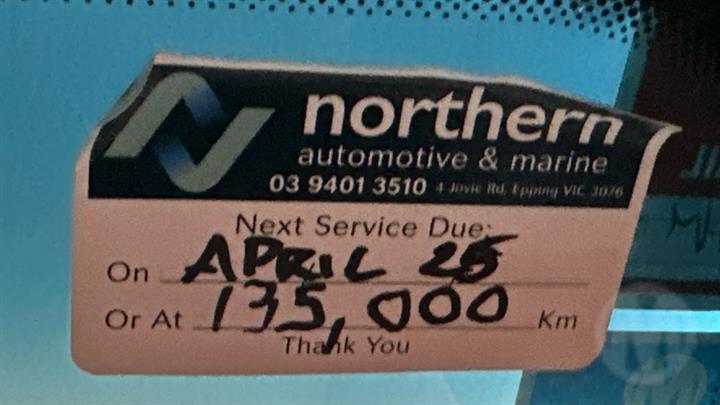 northern
automotive & marine
03 9401 3510 4 Jovic Rd, Epping VIC 3076
Next Service Due:
On APRIL 25
Or At 135,000 Km
Thank You